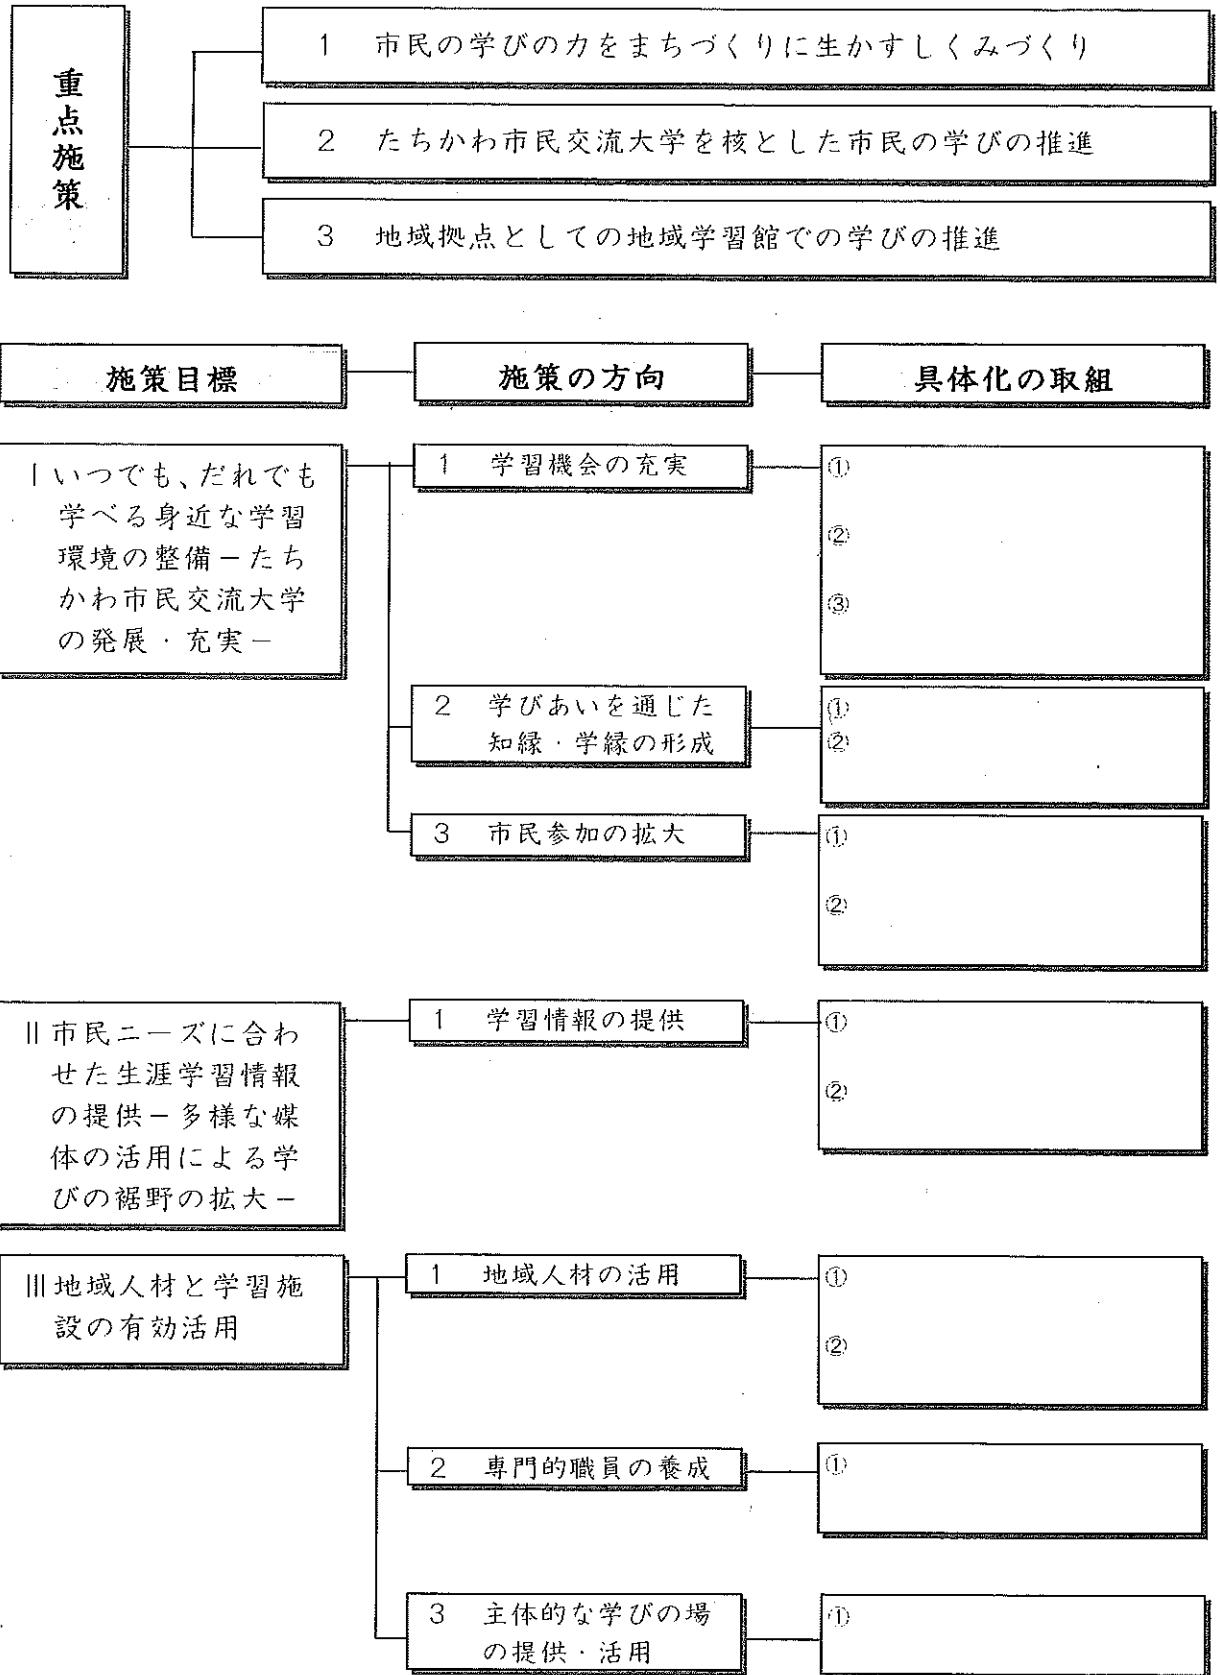 重点施策
1 市民の学びの力をまちづくりに生かすしくみづくり
2 たちかわ市民交流大学を核とした市民の学びの推進
3 地域拠点としての地域学習館での学びの推進
施策目標
施策の方向
具体化の取組
Ⅰいつでも、だれでも
学べる身近な学習
環境の整備－たち
かわ市民交流大学
の発展・充実－
1 学習機会の充実
①
②
③
2 学びあいを通じた
知縁・学縁の形成
①
②
3 市民参加の拡大
①
②
Ⅱ市民ニーズに合わ
せた生涯学習情報
の提供－多様な媒
体の活用による学
びの裾野の拡大－
1 学習情報の提供
①
②
Ⅲ地域人材と学習施
設の有効活用
1 地域人材の活用
①
②
2 専門的職員の養成
①
3 主体的な学びの場
の提供・活用
①